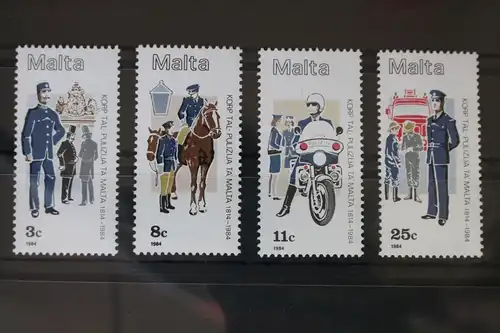 Malta
KORP TAL-PULIZIJA TA' MALTA 1814-1984
3c
1984
Malta
KORP TAL-PULIZIJA TA' MALTA 1814-1984
8c
1984
Malta
KORP TAL-PULIZIJA TA' MALTA 1814-1984
11c
1984
Malta
KORP TAL-PULIZIJA TA' MALTA 1814-1984
25c
1984